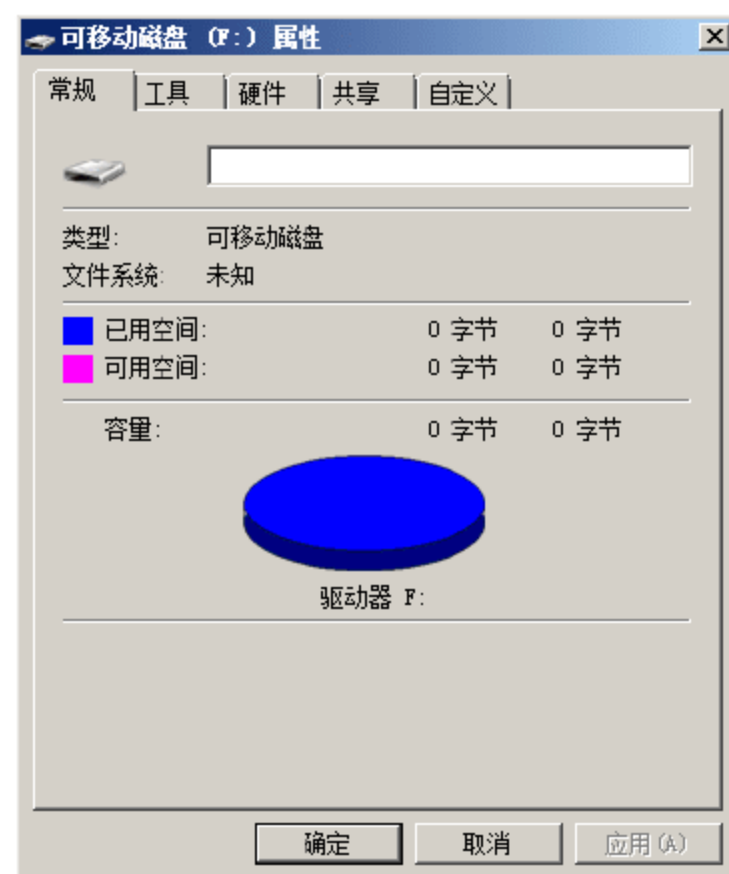 可移动磁盘 (F:) 属性
常规 工具 硬件 共享 自定义
类型: 可移动磁盘
文件系统: 未知
已用空间: 0 字节 0 字节
可用空间: 0 字节 0 字节
容量: 0 字节 0 字节
驱动器 F:
确定 取消 应用(A)